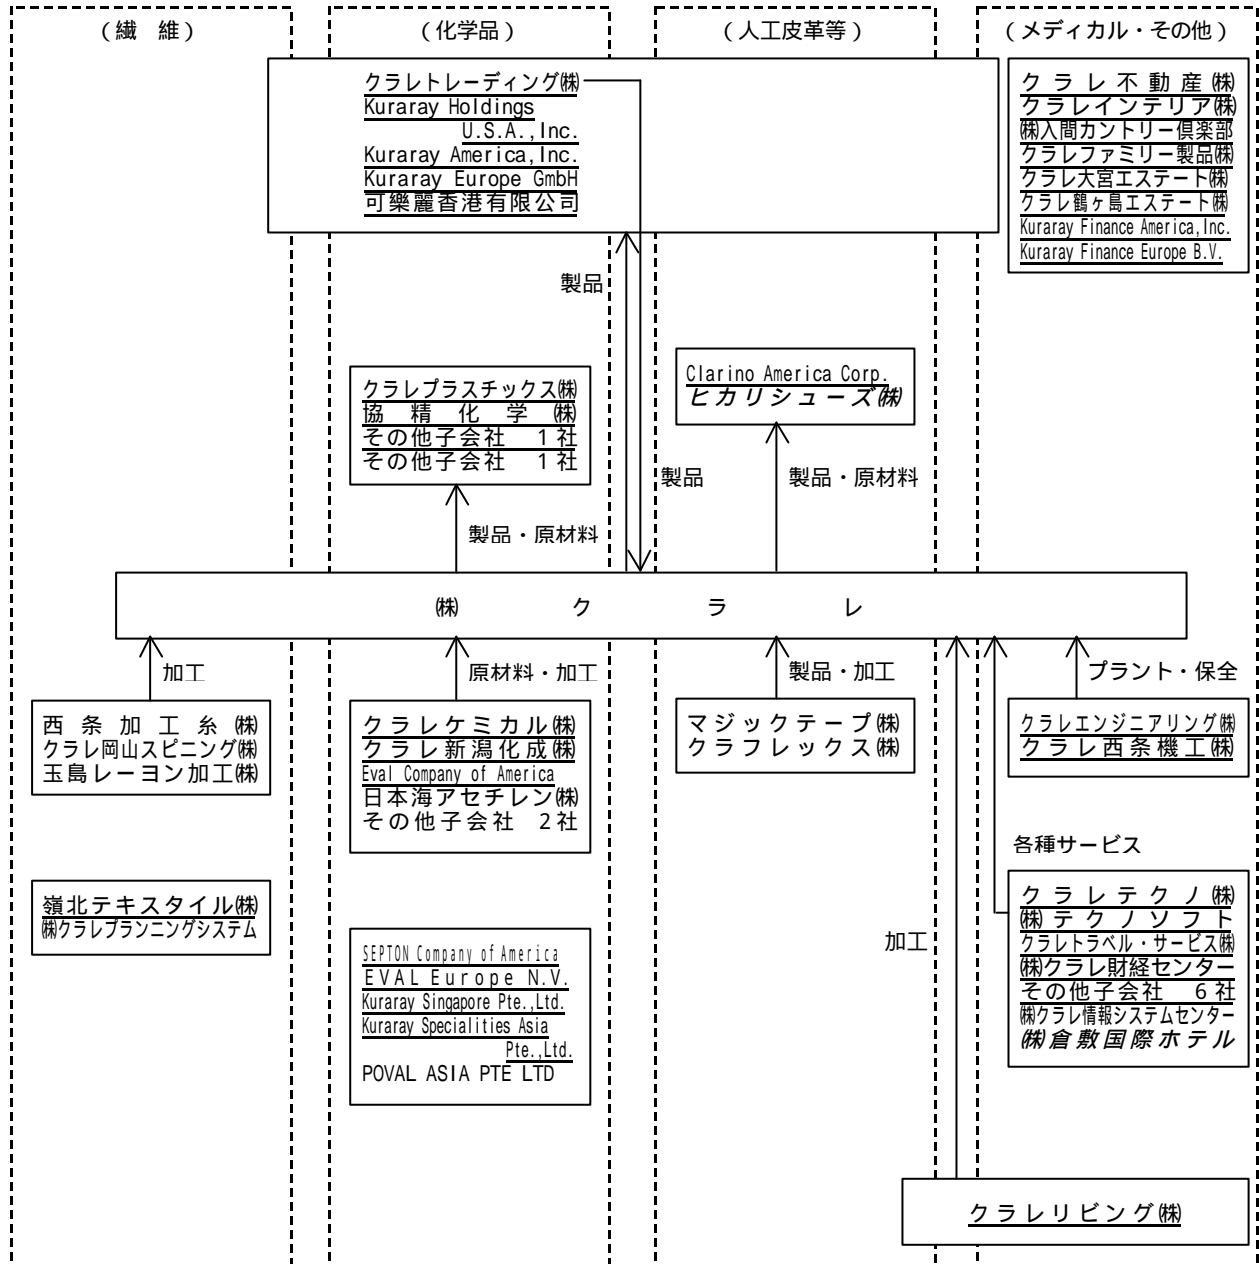 （繊　維）
（化学品）
（人工皮革等）
（メディカル・その他）
クラレトレーディング㈱
Kuraray Holdings
U.S.A.,Inc.
Kuraray America,Inc.
Kuraray Europe GmbH
可樂麗香港有限公司
クラレ不動産㈱
クラレインテリア㈱
㈱入間カントリー倶楽部
クラレファミリー製品㈱
クラレ大宮エステート㈱
クラレ鶴ヶ島エステート㈱
Kuraray Finance America,Inc.
Kuraray Finance Europe B.V.
製品
クラレプラスチックス㈱
協精化学㈱
その他子会社　1社
その他子会社　1社
Clarino America Corp.
ヒカリシューズ㈱
製品・原材料
製品
製品・原材料
㈱クラレ
加工
原材料・加工
製品・加工
プラント・保全
西条加工糸㈱
クラレ岡山スピニング㈱
玉島レーヨン加工㈱
クラレケミカル㈱
クラレ新潟化成㈱
Eval Company of America
日本海アセチレン㈱
その他子会社　2社
マジックテープ㈱
クラフレックス㈱
クラレエンジニアリング㈱
クラレ西条機工㈱
嶺北テキスタイル㈱
㈱クラレプランニングシステム
SEPTON Company of America
EVAL Europe N.V.
Kuraray Singapore Pte.,Ltd.
Kuraray Specialities Asia
Pte.,Ltd.
POVAL ASIA PTE LTD
加工
各種サービス
クラレテクノ㈱
㈱テクノソフト
クラレトラベル・サービス㈱
㈱クラレ財経センター
その他子会社　6社
㈱クラレ情報システムセンター
㈱倉敷国際ホテル
クラレリビング㈱